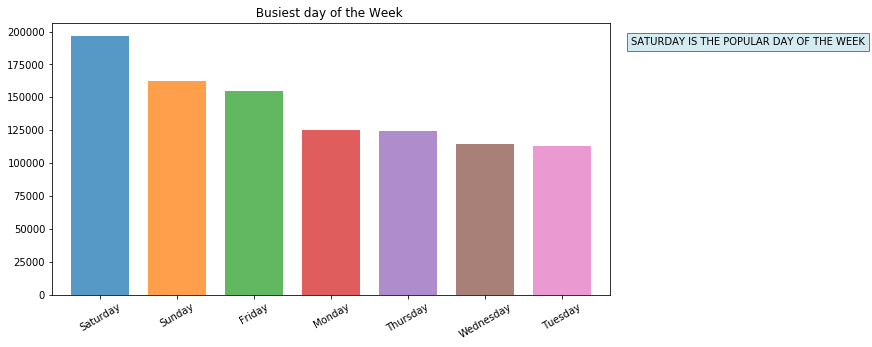 Busiest day of the Week
SATURDAY IS THE POPULAR DAY OF THE WEEK
200000
175000
150000
125000
100000
75000
50000
25000
0
Saturday
Sunday
Friday
Monday
Thursday
Wednesday
Tuesday